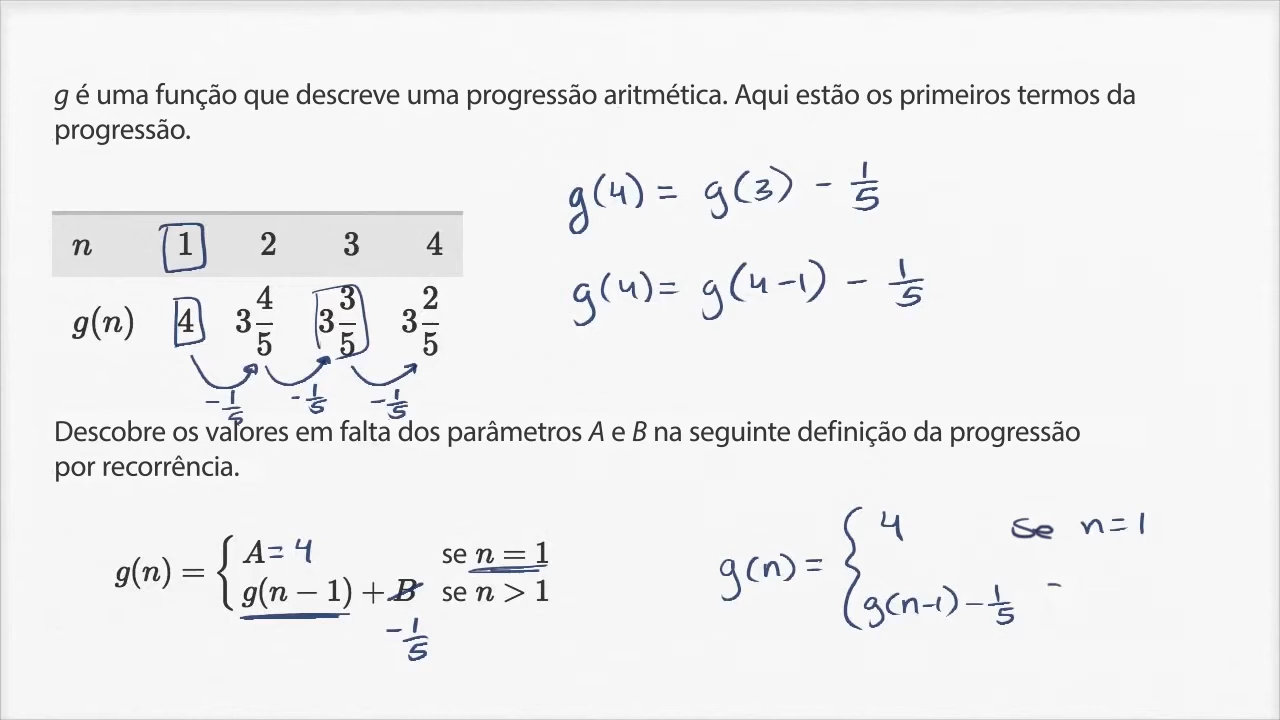 g é uma função que descreve uma progressão aritmética. Aqui estão os primeiros termos da
progressão.
g(4) = g(3) - 1/5
n 1 2 3 4
g(4) = g(4-1) - 1/5
g(n) 4 3 4/5 3 3/5 3 2/5
-1/5 -1/5 -1/5
Descobre os valores em falta dos parâmetros A e B na seguinte definição da progressão
por recorrência.
g(n) = { A = 4 se n = 1
g(n − 1) + B se n > 1
-1/5
g(n) = { 4 se n = 1
g(n-1) - 1/5